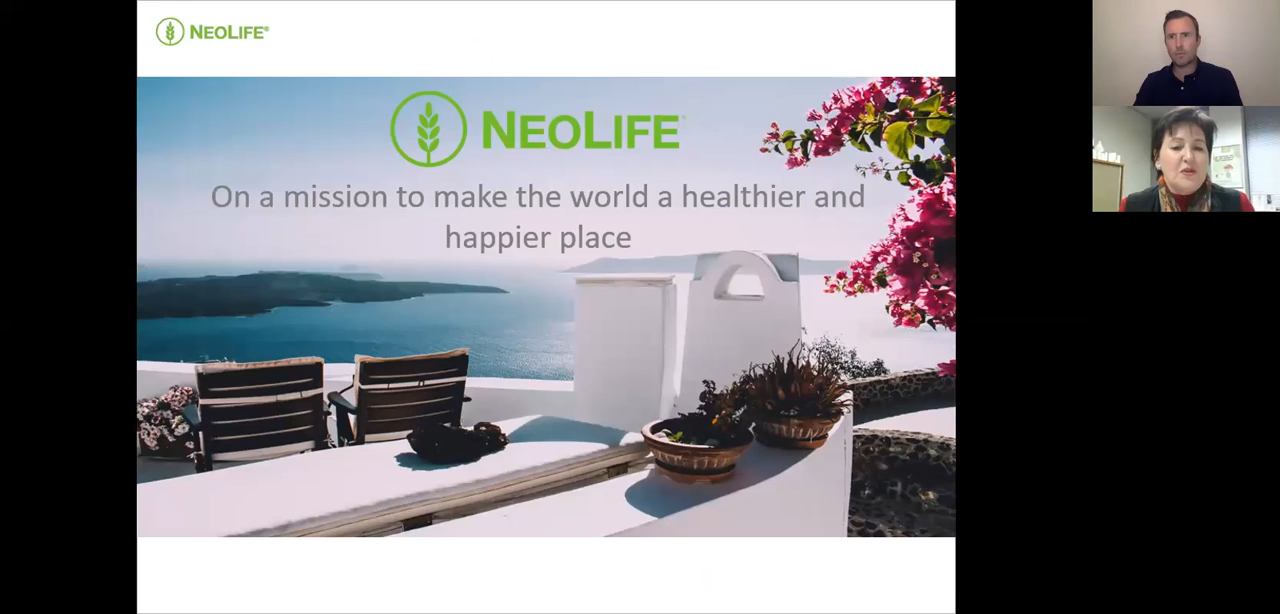 NEOLIFE®
NEOLIFE
On a mission to make the world a healthier and
happier place